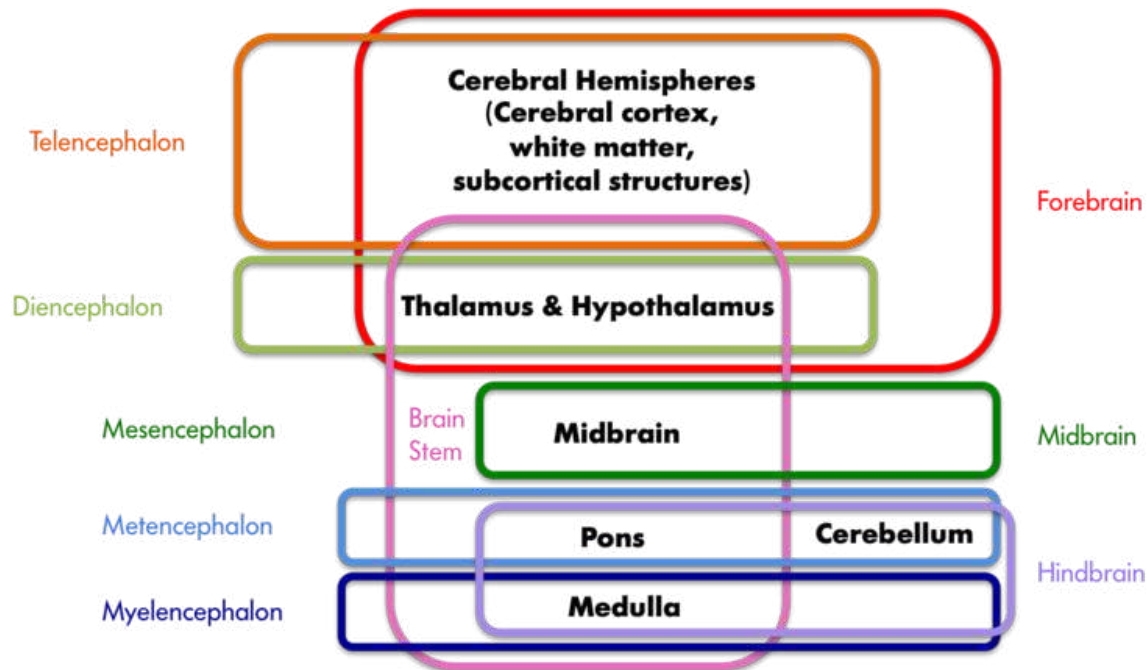 Cerebral Hemispheres
(Cerebral cortex,
white matter,
subcortical structures)
Telencephalon
Forebrain
Diencephalon
Thalamus & Hypothalamus
Mesencephalon
Brain
Stem
Midbrain
Midbrain
Metencephalon
Pons
Cerebellum
Hindbrain
Myelencephalon
Medulla